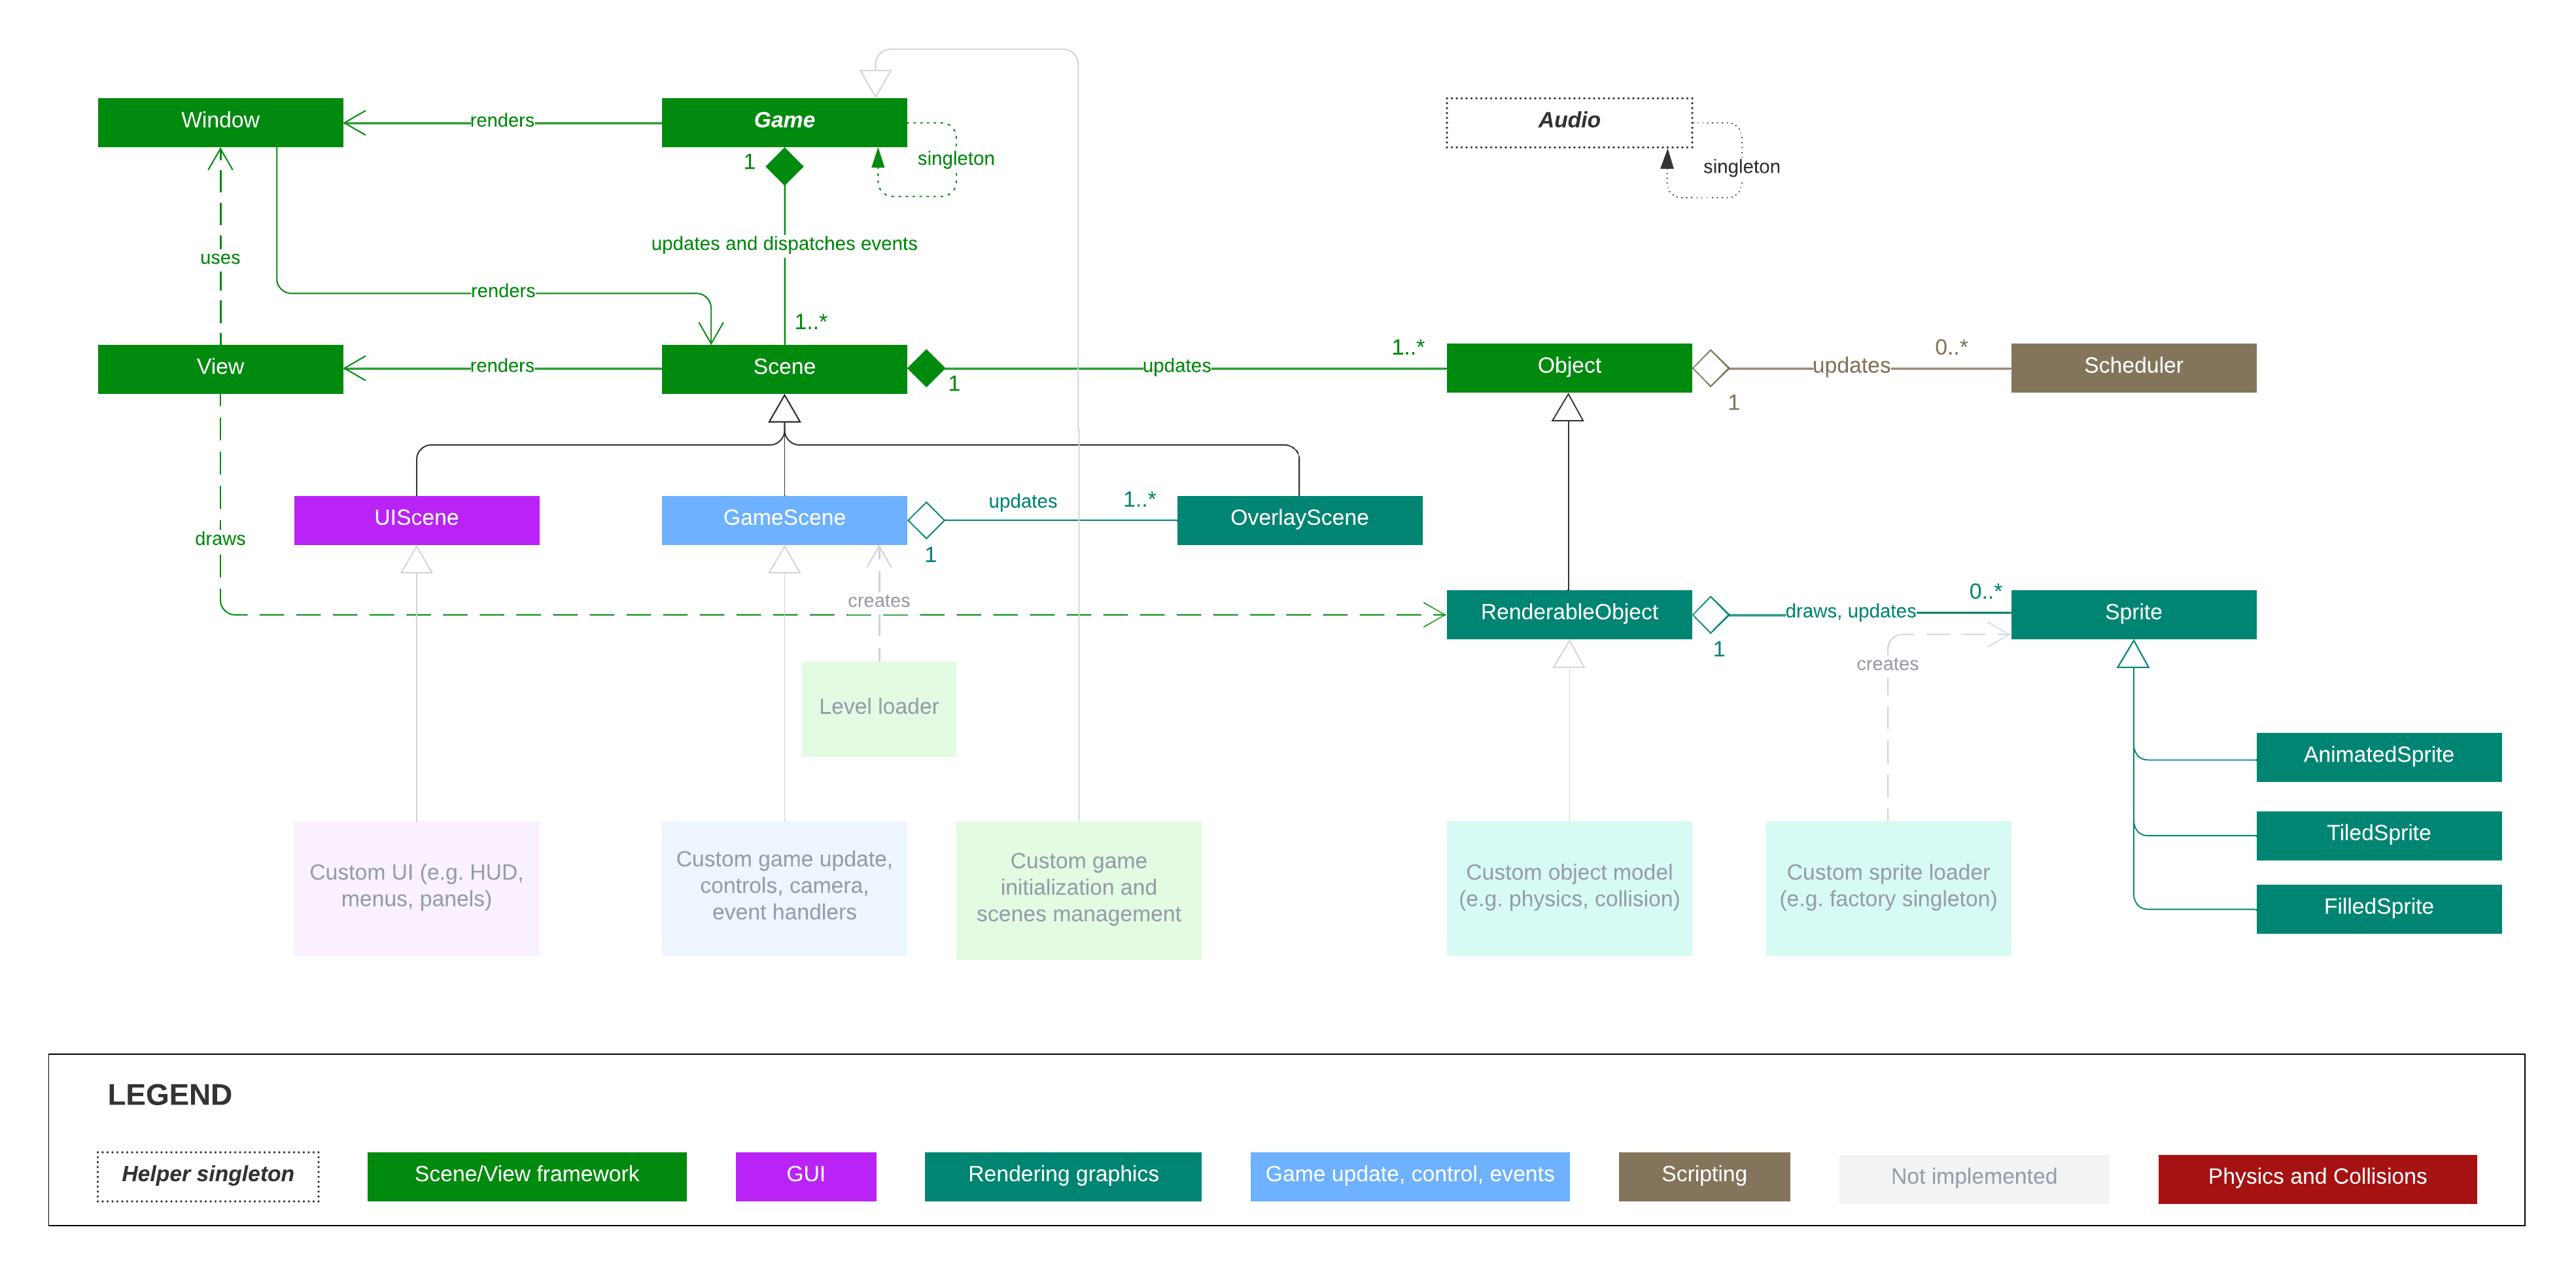 Window
renders
Game
Audio
1
singleton
singleton
updates and dispatches events
uses
renders
1..*
View
renders
Scene
1
updates
1..*
Object
1
updates
0..*
Scheduler
UIScene
GameScene
1
updates
1..*
OverlayScene
draws
creates
RenderableObject
1
draws, updates
0..*
Sprite
creates
Level loader
AnimatedSprite
TiledSprite
FilledSprite
Custom UI (e.g. HUD,
menus, panels)
Custom game update,
controls, camera,
event handlers
Custom game
initialization and
scenes management
Custom object model
(e.g. physics, collision)
Custom sprite loader
(e.g. factory singleton)
LEGEND
Helper singleton
Scene/View framework
GUI
Rendering graphics
Game update, control, events
Scripting
Not implemented
Physics and Collisions